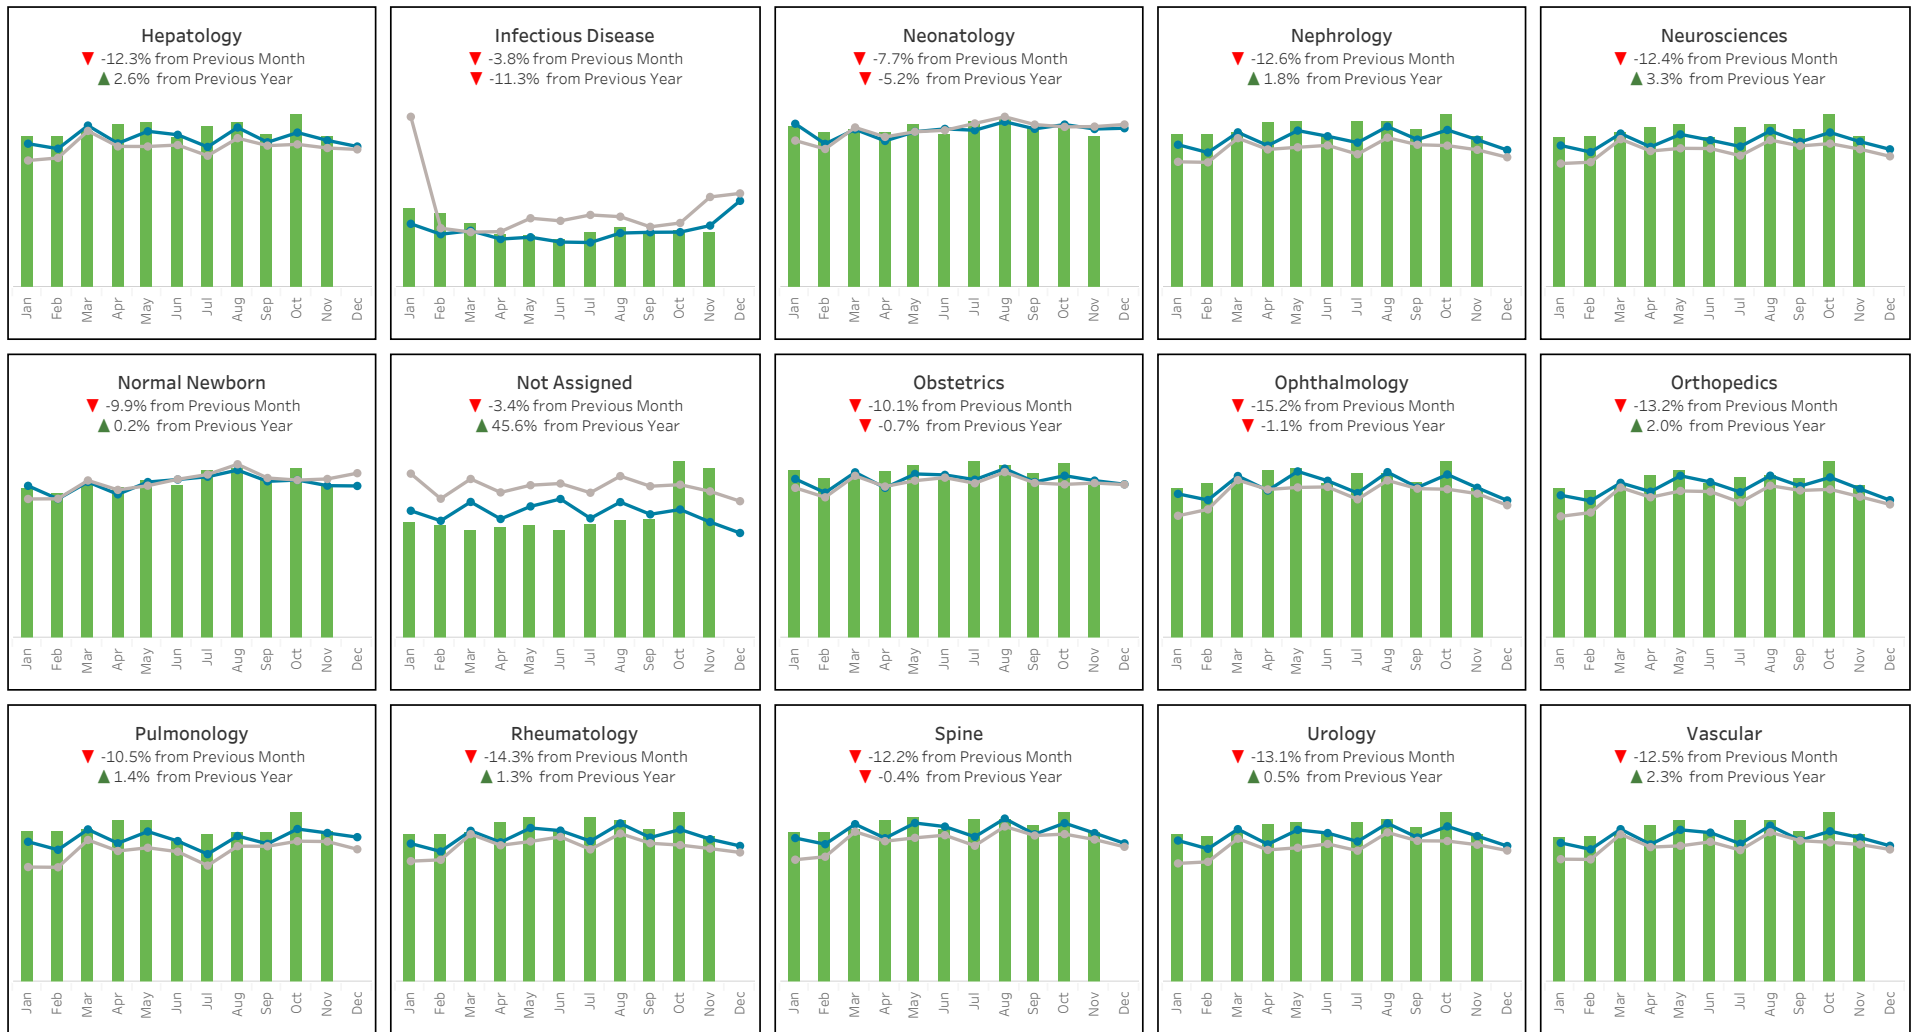 Hepatology
▼ -12.3% from Previous Month
▲ 2.6% from Previous Year
Jan Feb Mar Apr May Jun Jul Aug Sep Oct Nov Dec
Infectious Disease
▼ -3.8% from Previous Month
▼ -11.3% from Previous Year
Jan Feb Mar Apr May Jun Jul Aug Sep Oct Nov Dec
Neonatology
▼ -7.7% from Previous Month
▼ -5.2% from Previous Year
Jan Feb Mar Apr May Jun Jul Aug Sep Oct Nov Dec
Nephrology
▼ -12.6% from Previous Month
▲ 1.8% from Previous Year
Jan Feb Mar Apr May Jun Jul Aug Sep Oct Nov Dec
Neurosciences
▼ -12.4% from Previous Month
▲ 3.3% from Previous Year
Jan Feb Mar Apr May Jun Jul Aug Sep Oct Nov Dec
Normal Newborn
▼ -9.9% from Previous Month
▲ 0.2% from Previous Year
Jan Feb Mar Apr May Jun Jul Aug Sep Oct Nov Dec
Not Assigned
▼ -3.4% from Previous Month
▲ 45.6% from Previous Year
Jan Feb Mar Apr May Jun Jul Aug Sep Oct Nov Dec
Obstetrics
▼ -10.1% from Previous Month
▼ -0.7% from Previous Year
Jan Feb Mar Apr May Jun Jul Aug Sep Oct Nov Dec
Ophthalmology
▼ -15.2% from Previous Month
▼ -1.1% from Previous Year
Jan Feb Mar Apr May Jun Jul Aug Sep Oct Nov Dec
Orthopedics
▼ -13.2% from Previous Month
▲ 2.0% from Previous Year
Jan Feb Mar Apr May Jun Jul Aug Sep Oct Nov Dec
Pulmonology
▼ -10.5% from Previous Month
▲ 1.4% from Previous Year
Jan Feb Mar Apr May Jun Jul Aug Sep Oct Nov Dec
Rheumatology
▼ -14.3% from Previous Month
▲ 1.3% from Previous Year
Jan Feb Mar Apr May Jun Jul Aug Sep Oct Nov Dec
Spine
▼ -12.2% from Previous Month
▼ -0.4% from Previous Year
Jan Feb Mar Apr May Jun Jul Aug Sep Oct Nov Dec
Urology
▼ -13.1% from Previous Month
▲ 0.5% from Previous Year
Jan Feb Mar Apr May Jun Jul Aug Sep Oct Nov Dec
Vascular
▼ -12.5% from Previous Month
▲ 2.3% from Previous Year
Jan Feb Mar Apr May Jun Jul Aug Sep Oct Nov Dec